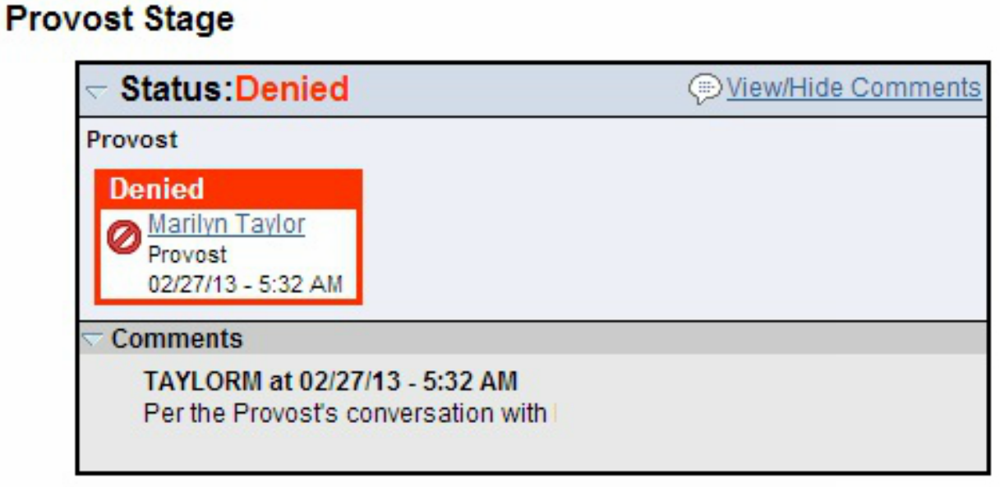 Provost Stage
Status:Denied
View/Hide Comments
Provost
Denied
Marilyn Taylor
Provost
02/27/13 - 5:32 AM
Comments
TAYLORM at 02/27/13 - 5:32 AM
Per the Provost's conversation with